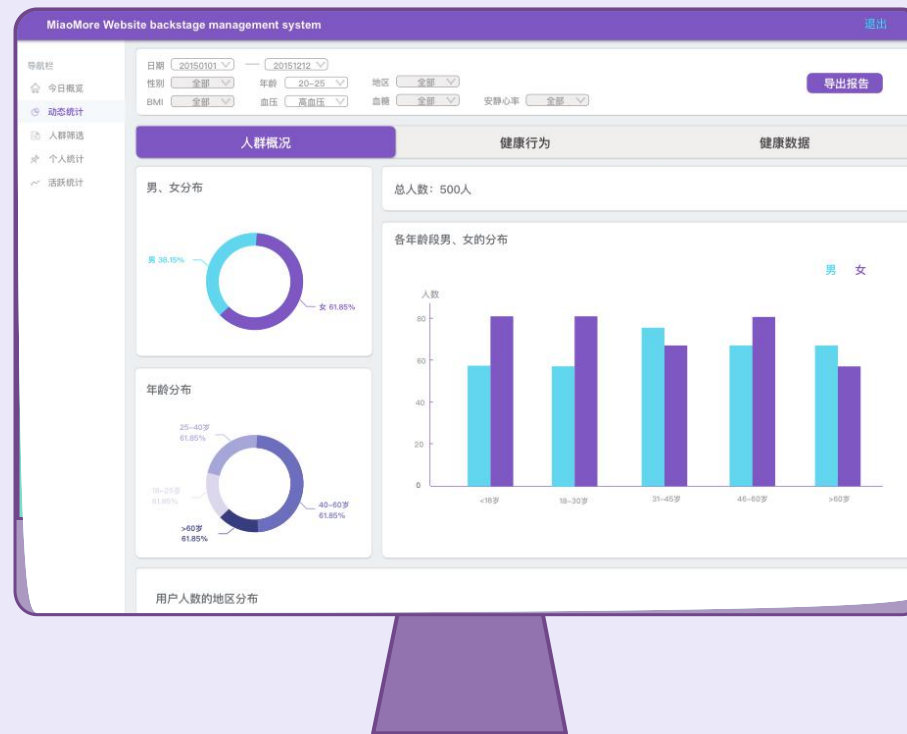 MiaoMore Website backstage management system
退出
导航栏
今日概览
动态统计
人群筛选
个人统计
活跃统计
日期 20150101 — 20151212
性别 全部 年龄 20-25 地区 全部
BMI 全部 血压 高血压 血糖 全部 安静心率 全部
导出报告
人群概况 健康行为 健康数据
男、女分布
男 38.15%
女 61.85%
总人数：500人
各年龄段男、女的分布
男 女
人数
80
60
40
20
0
<18岁 18-30岁 31-45岁 46-60岁 >60岁
年龄分布
25-40岁
61.85%
18-25岁
61.85%
40-60岁
61.85%
>60岁
61.85%
用户人数的地区分布